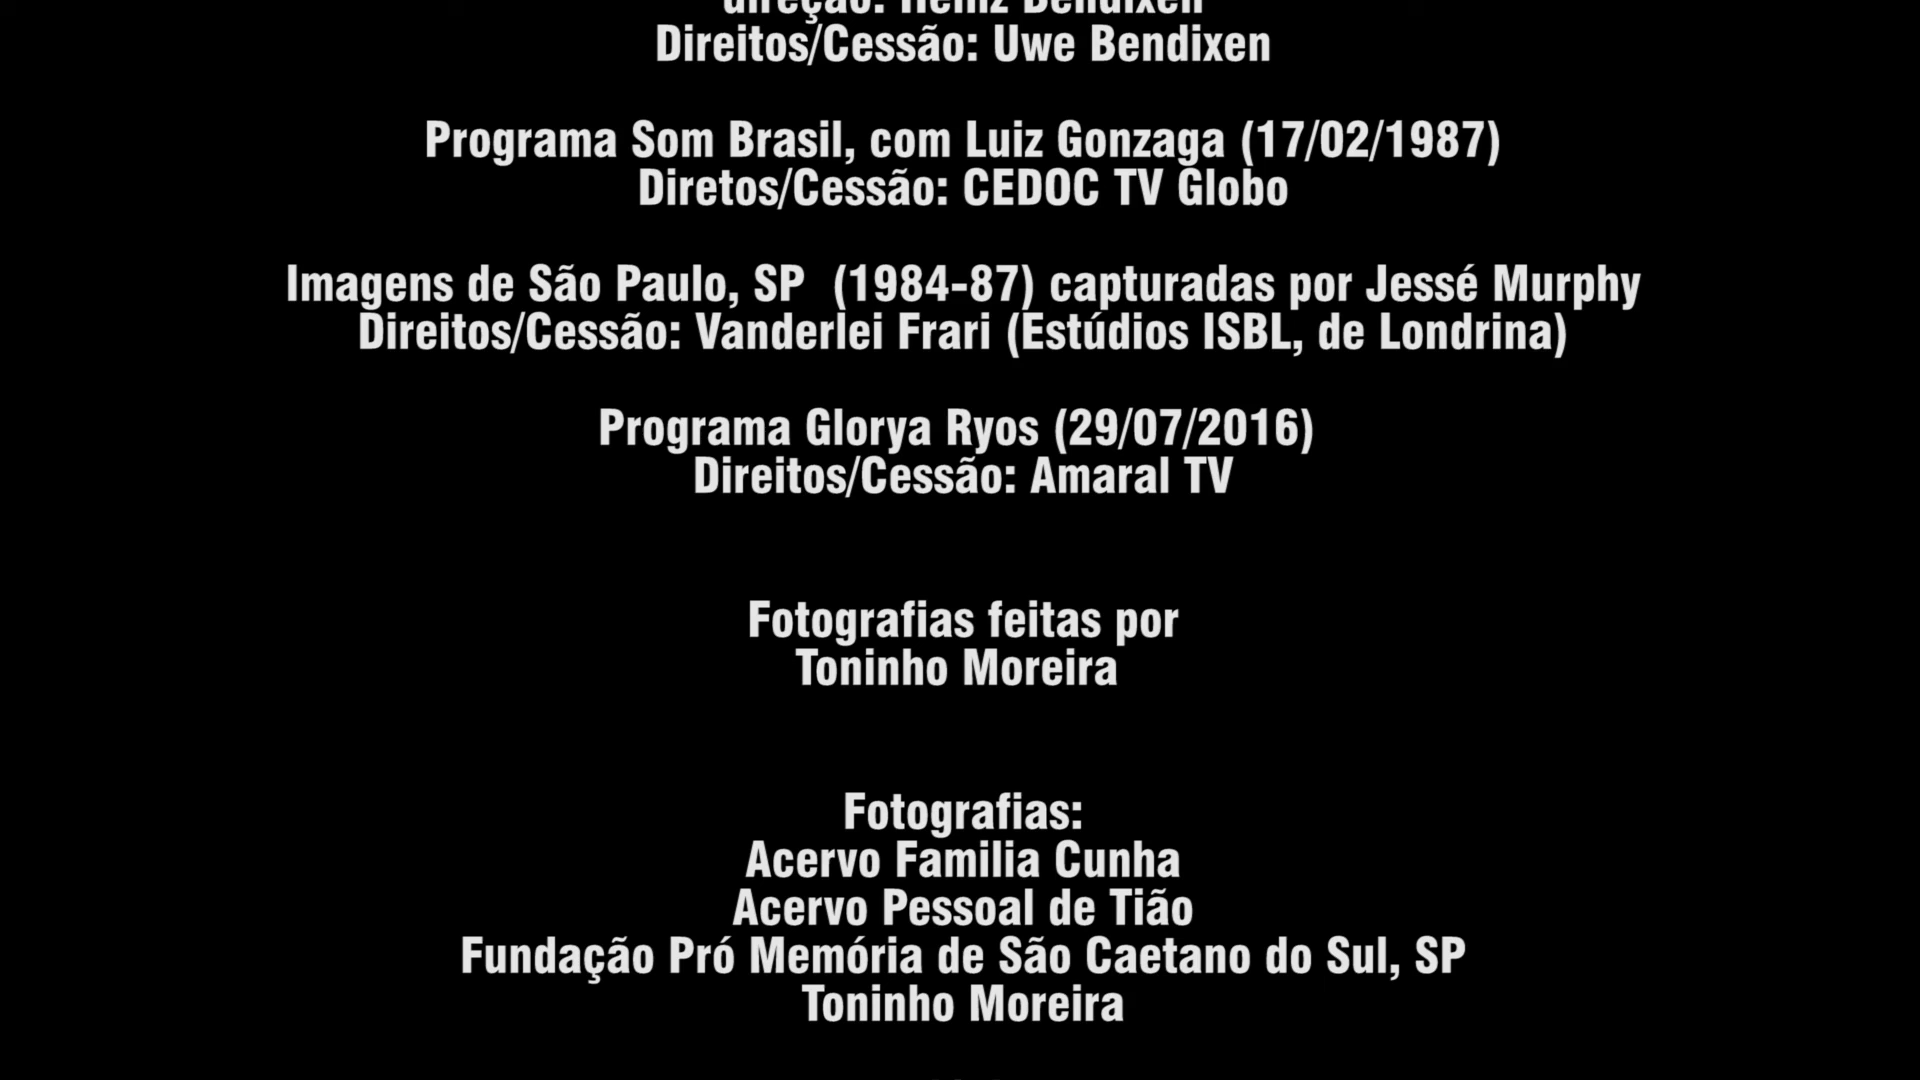 direção: Heinz Bendixen
Direitos/Cessão: Uwe Bendixen
Programa Som Brasil, com Luiz Gonzaga (17/02/1987)
Diretos/Cessão: CEDOC TV Globo
Imagens de São Paulo, SP (1984-87) capturadas por Jessé Murphy
Direitos/Cessão: Vanderlei Frari (Estúdios ISBL, de Londrina)
Programa Glorya Ryos (29/07/2016)
Direitos/Cessão: Amaral TV
Fotografias feitas por
Toninho Moreira
Fotografias:
Acervo Familia Cunha
Acervo Pessoal de Tião
Fundação Pró Memória de São Caetano do Sul, SP
Toninho Moreira